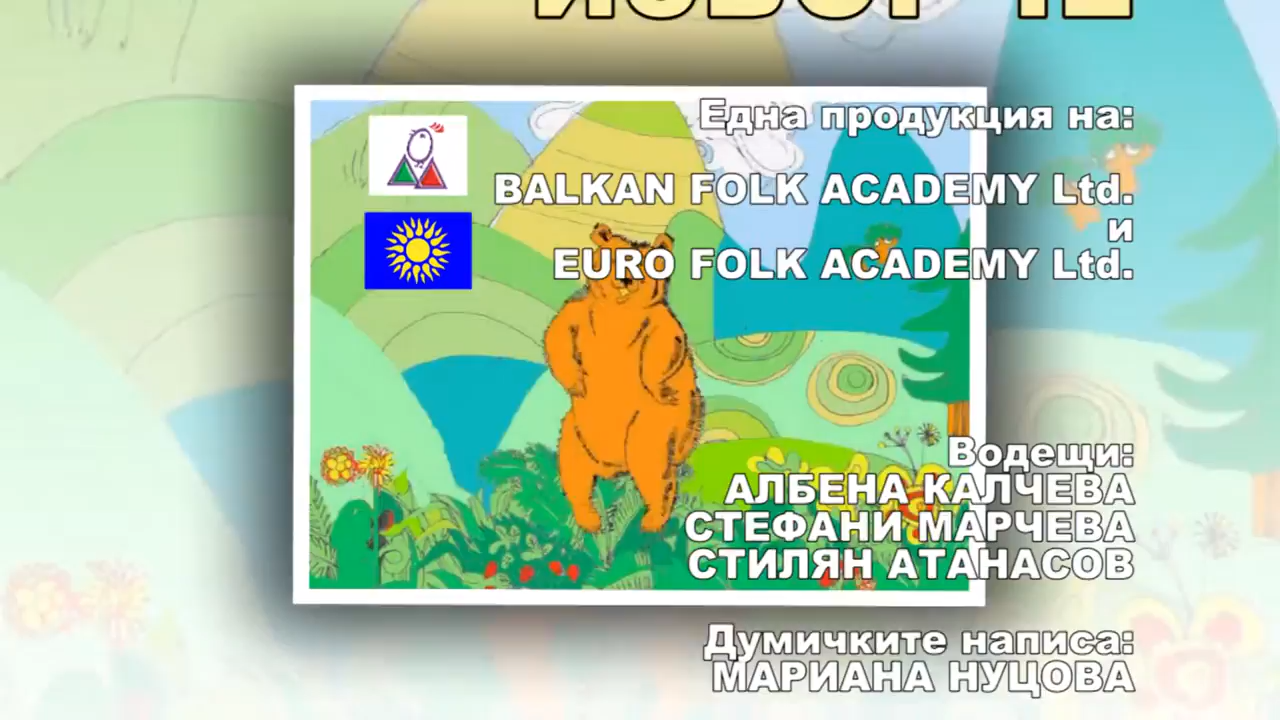 Една продукция на:
BALKAN FOLK ACADEMY Ltd.
и
EURO FOLK ACADEMY Ltd.
Водещи:
АЛБЕНА КАЛЧЕВА
СТЕФАНИ МАРЧЕВА
СТИЛЯН АТАНАСОВ
Думичките написа:
МАРИАНА НУЦОВА